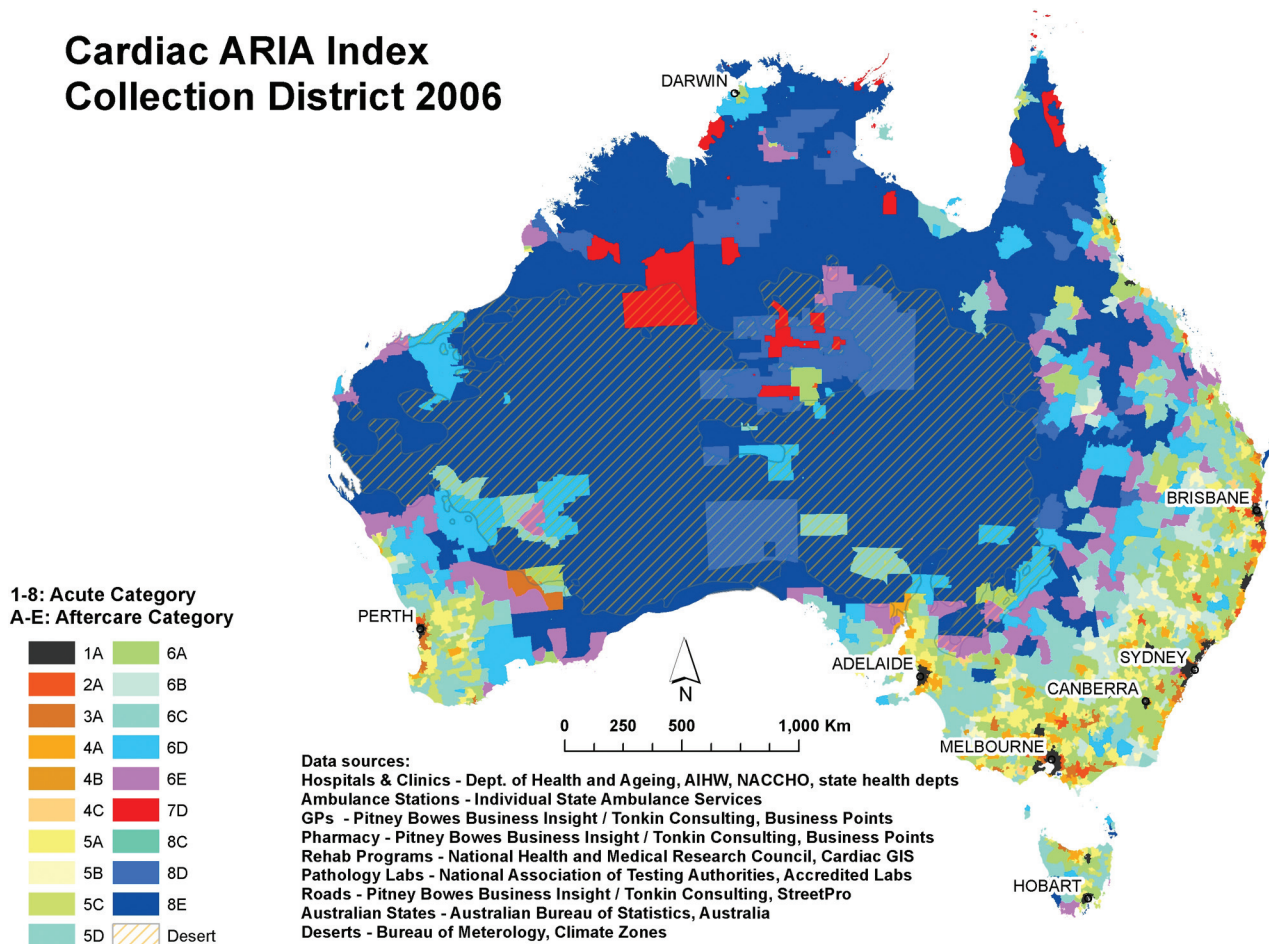 Cardiac ARIA Index
Collection District 2006
DARWIN
BRISBANE
PERTH
ADELAIDE
SYDNEY
CANBERRA
MELBOURNE
HOBART
N
0 250 500 1,000 Km
1-8: Acute Category
A-E: Aftercare Category
1A 6A
2A 6B
3A 6C
4A 6D
4B 6E
4C 7D
5A 8C
5B 8D
5C 8E
5D Desert
Data sources:
Hospitals & Clinics - Dept. of Health and Ageing, AIHW, NACCHO, state health depts
Ambulance Stations - Individual State Ambulance Services
GPs - Pitney Bowes Business Insight / Tonkin Consulting, Business Points
Pharmacy - Pitney Bowes Business Insight / Tonkin Consulting, Business Points
Rehab Programs - National Health and Medical Research Council, Cardiac GIS
Pathology Labs - National Association of Testing Authorities, Accredited Labs
Roads - Pitney Bowes Business Insight / Tonkin Consulting, StreetPro
Australian States - Australian Bureau of Statistics, Australia
Deserts - Bureau of Meterology, Climate Zones